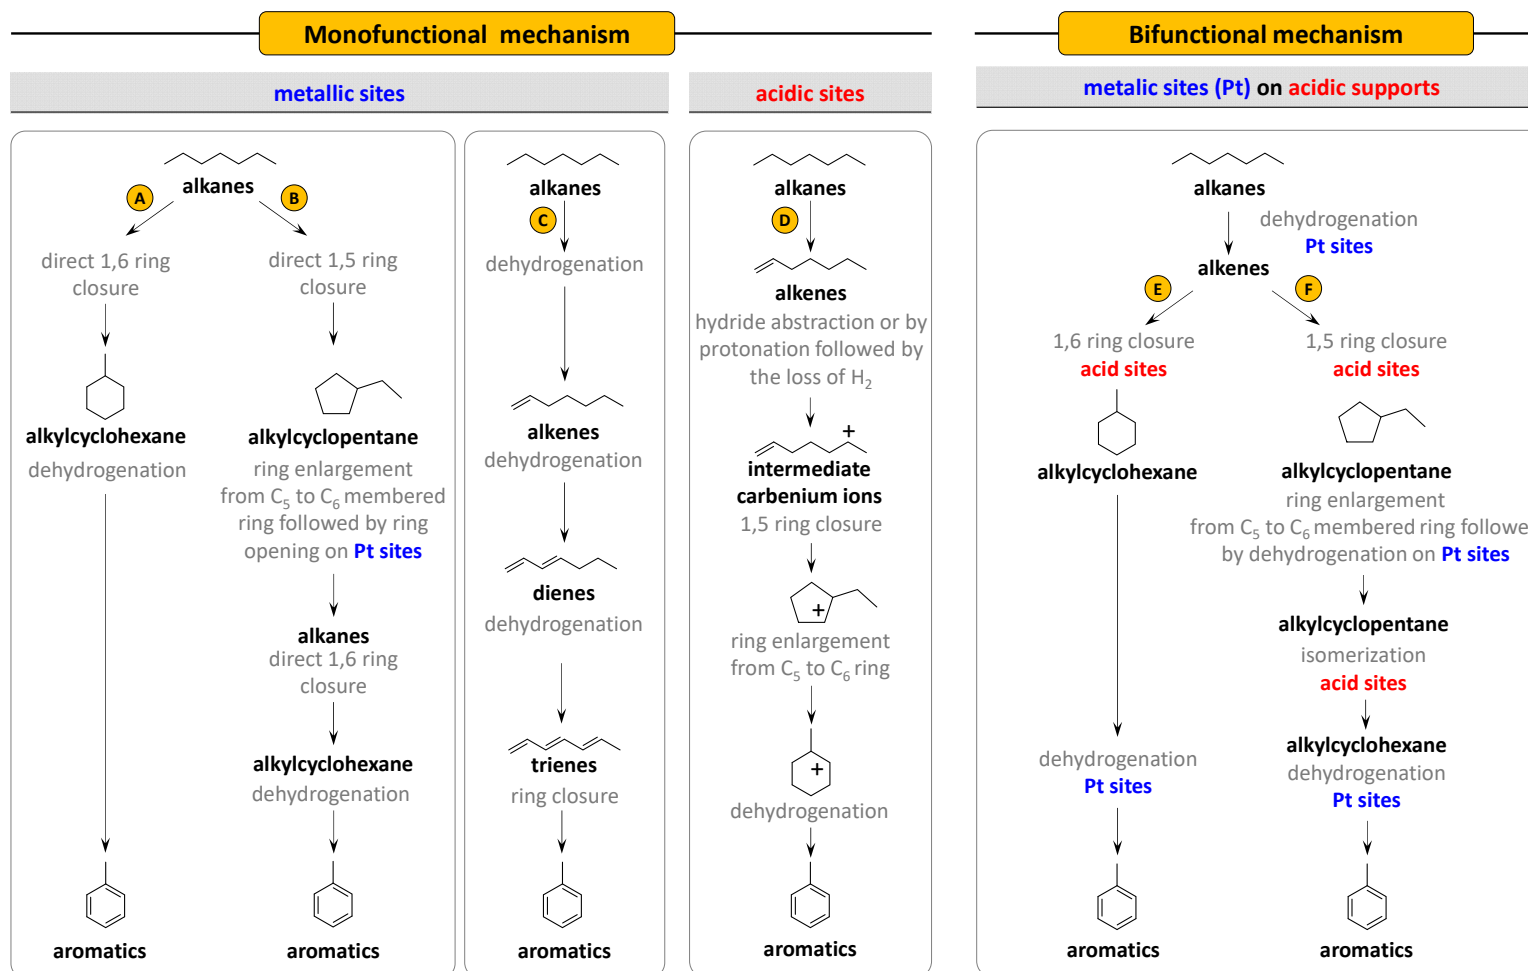 Monofunctional mechanism
metallic sites
acidic sites
alkanes
A
B
direct 1,6 ring
closure
alkylcyclohexane
dehydrogenation
aromatics
direct 1,5 ring
closure
alkylcyclopentane
ring enlargement
from C5 to C6 membered
ring followed by ring
opening on Pt sites
alkanes
direct 1,6 ring
closure
alkylcyclohexane
dehydrogenation
aromatics
alkanes
C
dehydrogenation
alkenes
dehydrogenation
dienes
dehydrogenation
trienes
ring closure
aromatics
alkanes
D
alkenes
hydride abstraction or by
protonation followed by
the loss of H2
+
intermediate
carbenium ions
1,5 ring closure
+
ring enlargement
from C5 to C6 ring
+
dehydrogenation
aromatics
Bifunctional mechanism
metalic sites (Pt) on acidic supports
alkanes
dehydrogenation
Pt sites
alkenes
E
F
1,6 ring closure
acid sites
alkylcyclohexane
dehydrogenation
Pt sites
aromatics
1,5 ring closure
acid sites
alkylcyclopentane
ring enlargement
from C5 to C6 membered ring followe
by dehydrogenation on Pt sites
alkylcyclopentane
isomerization
acid sites
alkylcyclohexane
dehydrogenation
Pt sites
aromatics